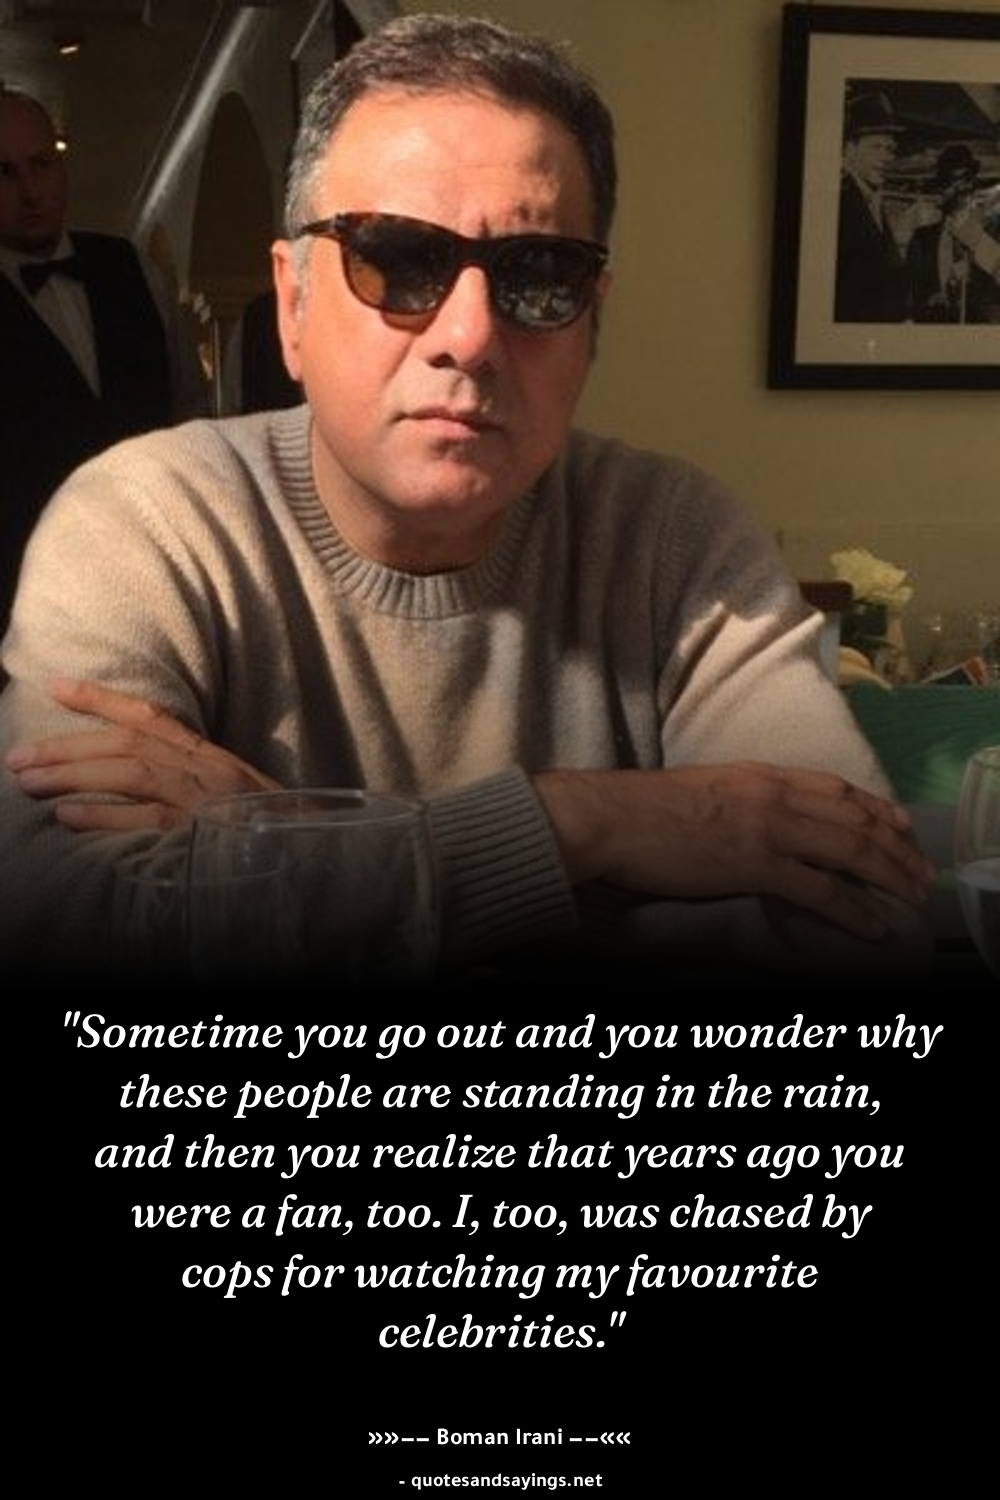 "Sometime you go out and you wonder why
these people are standing in the rain,
and then you realize that years ago you
were a fan, too. I, too, was chased by
cops for watching my favourite
celebrities."
»»–– Boman Irani ––««
- quotesandsayings.net